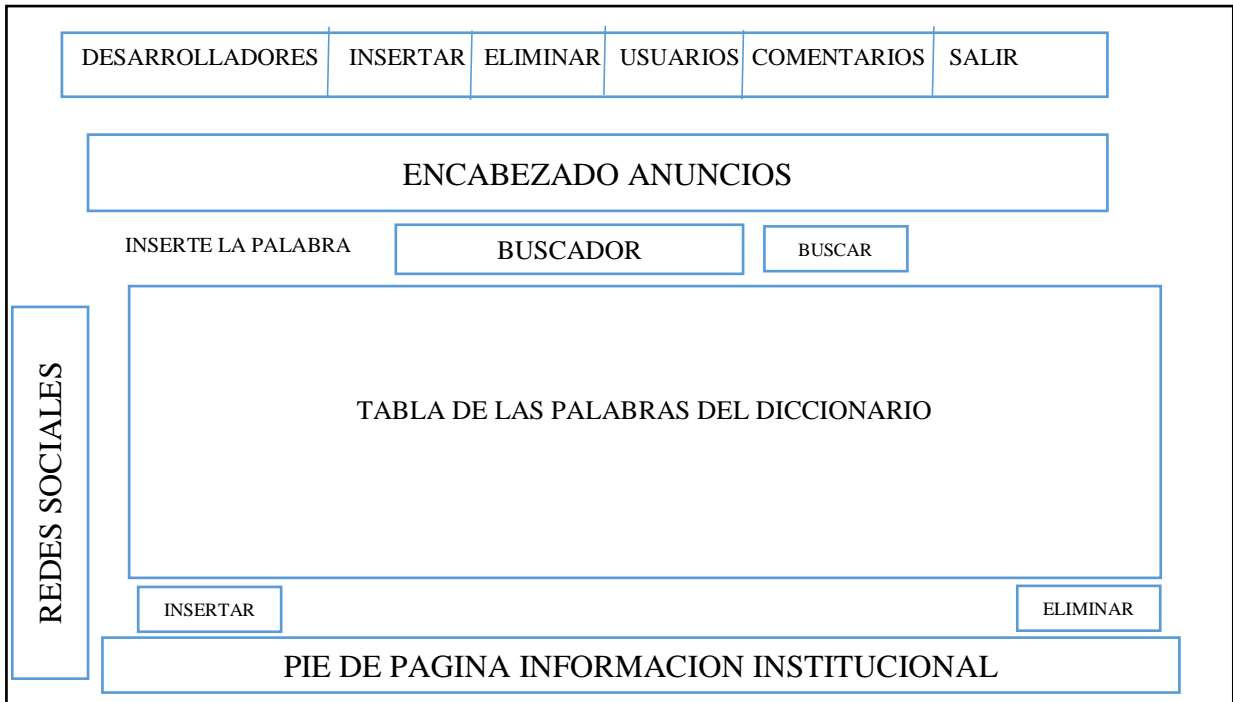 DESARROLLADORES INSERTAR ELIMINAR USUARIOS COMENTARIOS SALIR
ENCABEZADO ANUNCIOS
INSERTE LA PALABRA BUSCADOR BUSCAR
REDES SOCIALES
TABLA DE LAS PALABRAS DEL DICCIONARIO
INSERTAR ELIMINAR
PIE DE PAGINA INFORMACION INSTITUCIONAL